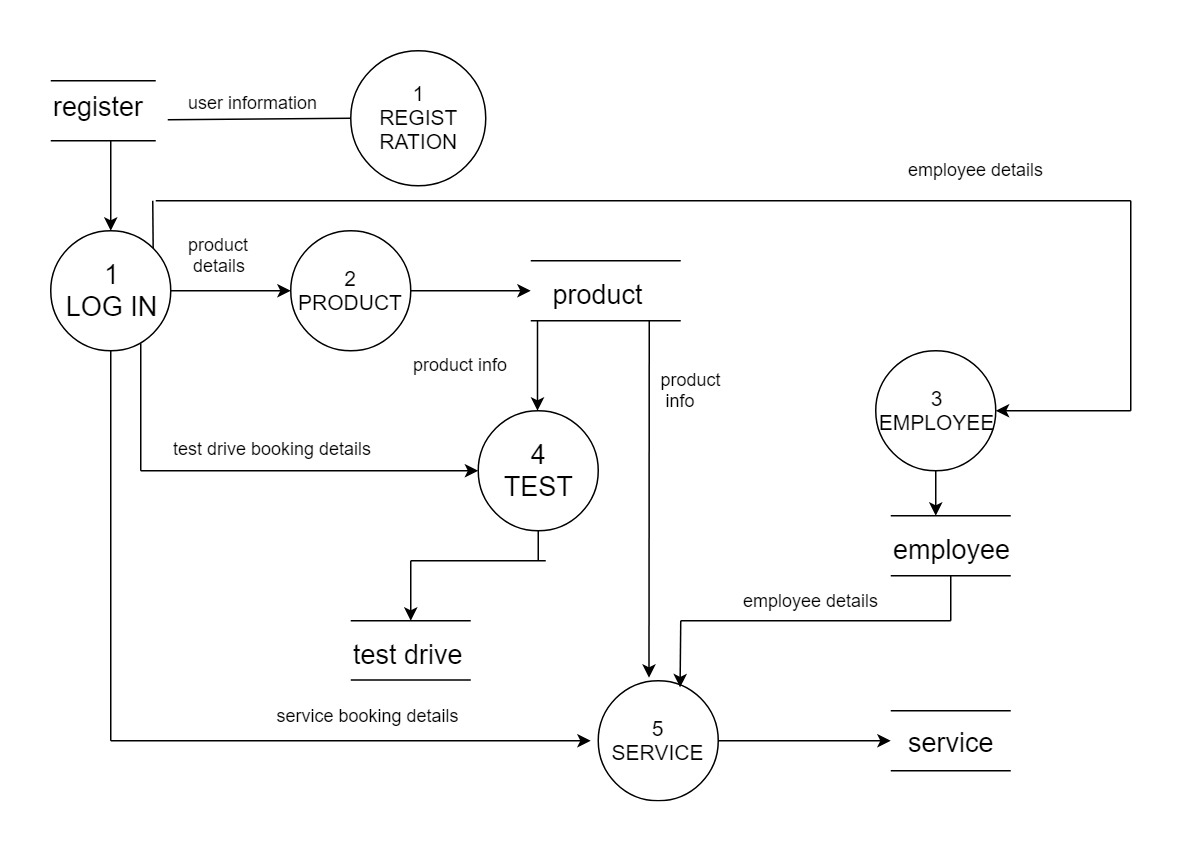 1
REGIST
RATION
register
user information
employee details
product
details
1
LOG IN
2
PRODUCT
product
product info
product
info
3
EMPLOYEE
test drive booking details
4
TEST
employee
employee details
test drive
service booking details
5
SERVICE
service